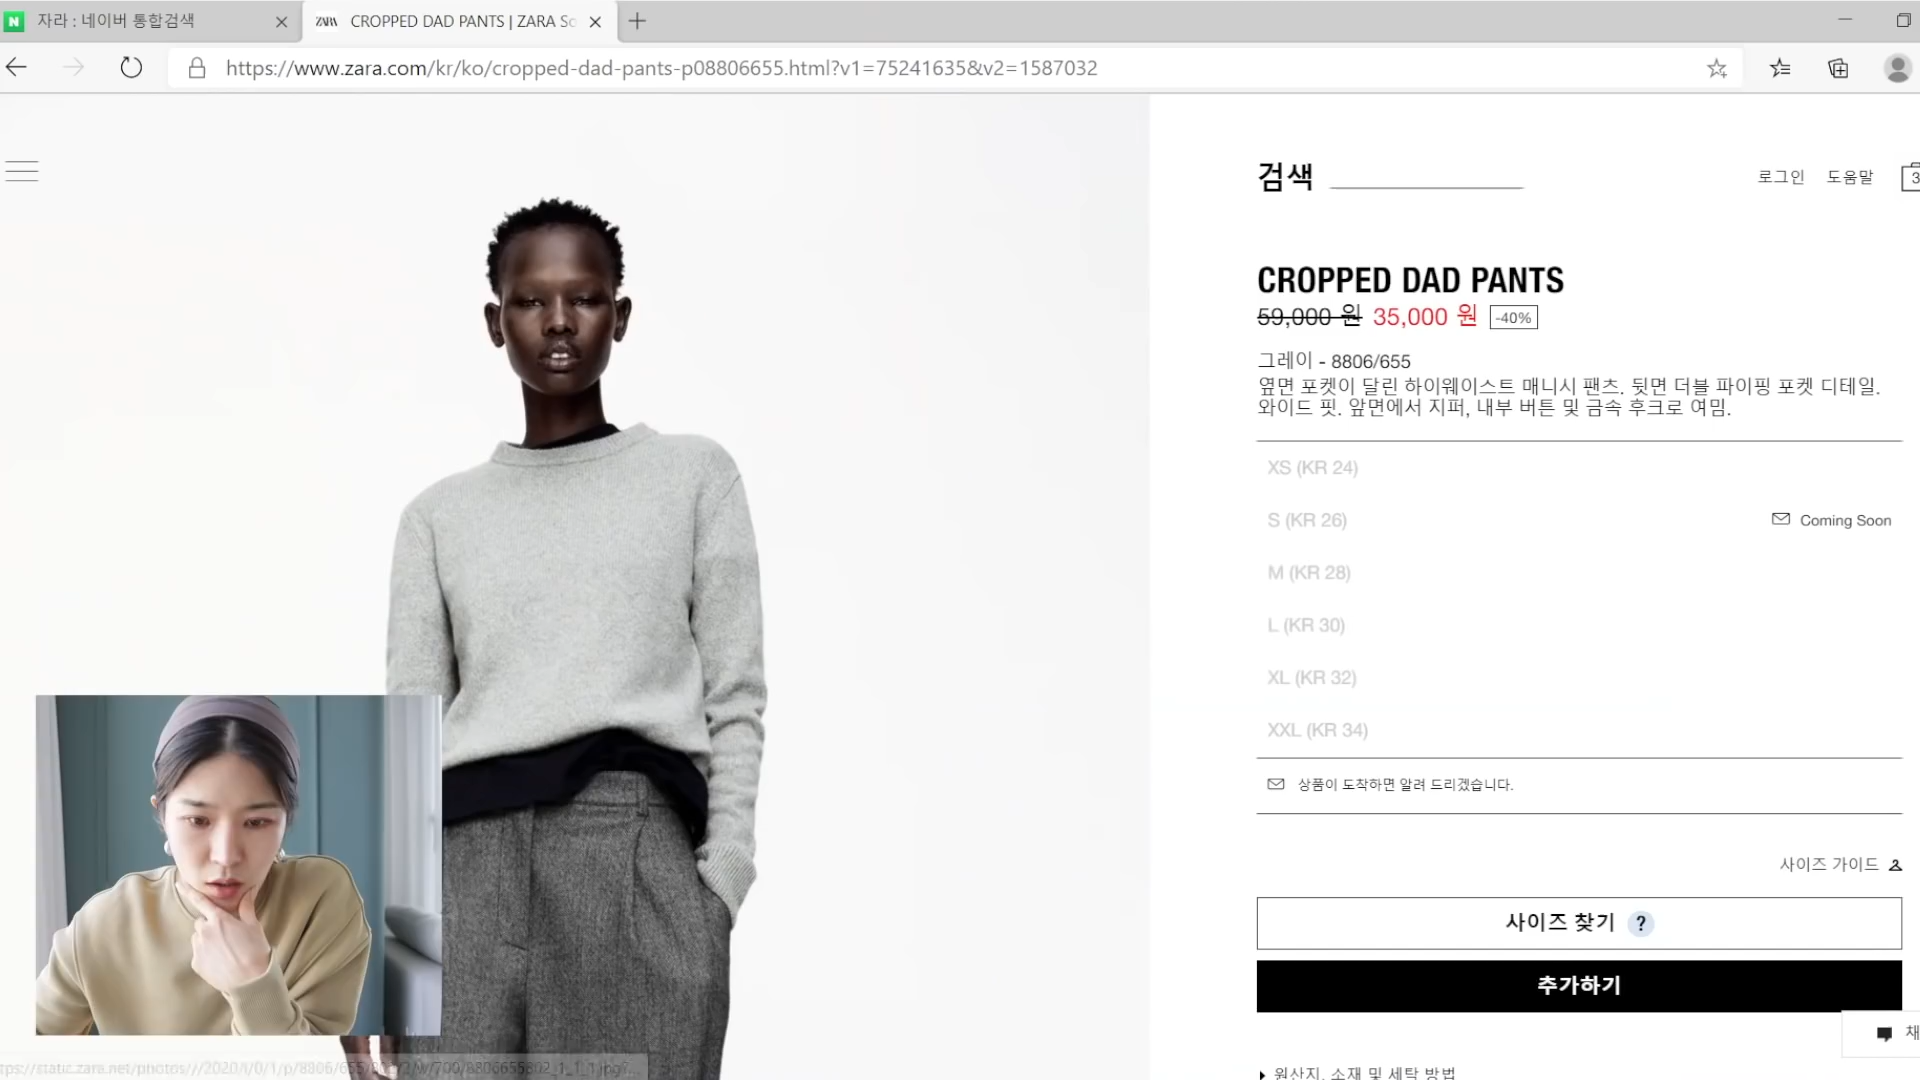 자라 : 네이버 통합검색
ZARA CROPPED DAD PANTS | ZARA So
https://www.zara.com/kr/ko/cropped-dad-pants-p08806655.html?v1=75241635&v2=1587032
검색
로그인 도움말 3
CROPPED DAD PANTS
59,000 원 35,000 원 -40%
그레이 - 8806/655
옆면 포켓이 달린 하이웨이스트 매니시 팬츠. 뒷면 더블 파이핑 포켓 디테일.
와이드 핏. 앞면에서 지퍼, 내부 버튼 및 금속 후크로 여밈.
XS (KR 24)
S (KR 26) Coming Soon
M (KR 28)
L (KR 30)
XL (KR 32)
XXL (KR 34)
상품이 도착하면 알려 드리겠습니다.
사이즈 가이드
사이즈 찾기 ?
추가하기
채
원산지, 소재 및 세탁 방법